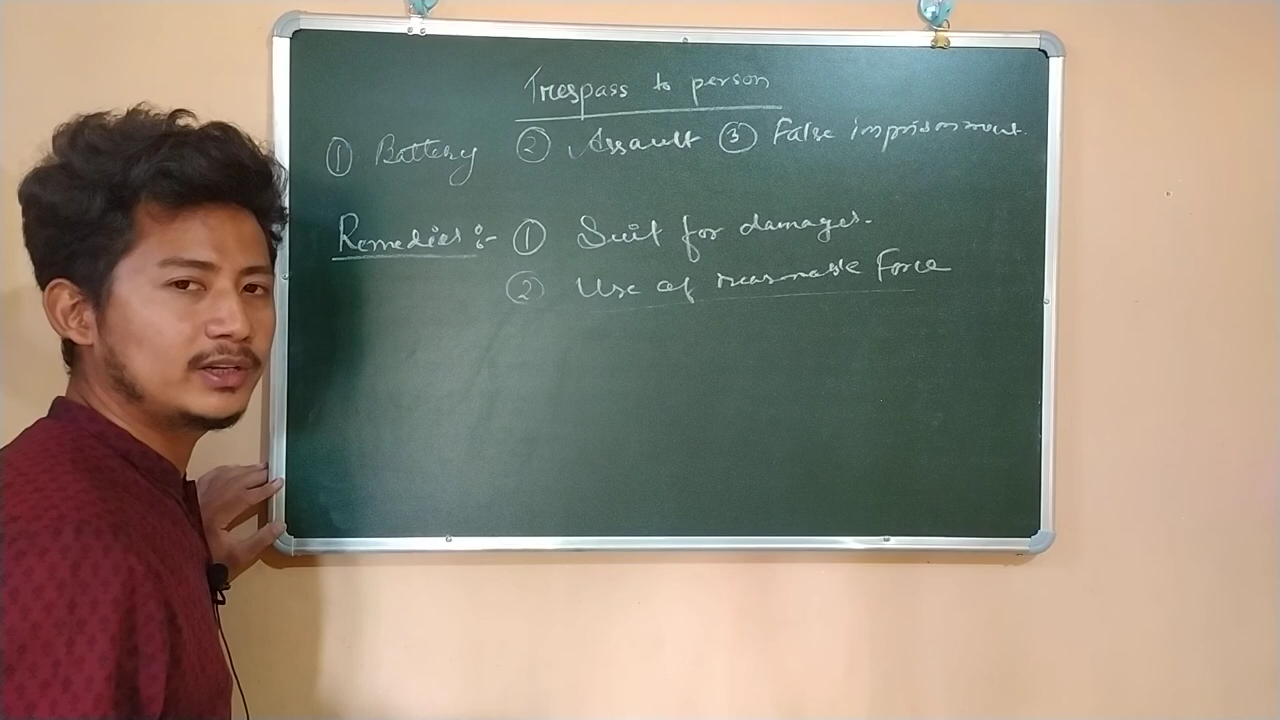 Trespass to person
① Battery ② Assault ③ False imprisonment.
Remedies :- ① Suit for damages.
② Use of reasonable Force